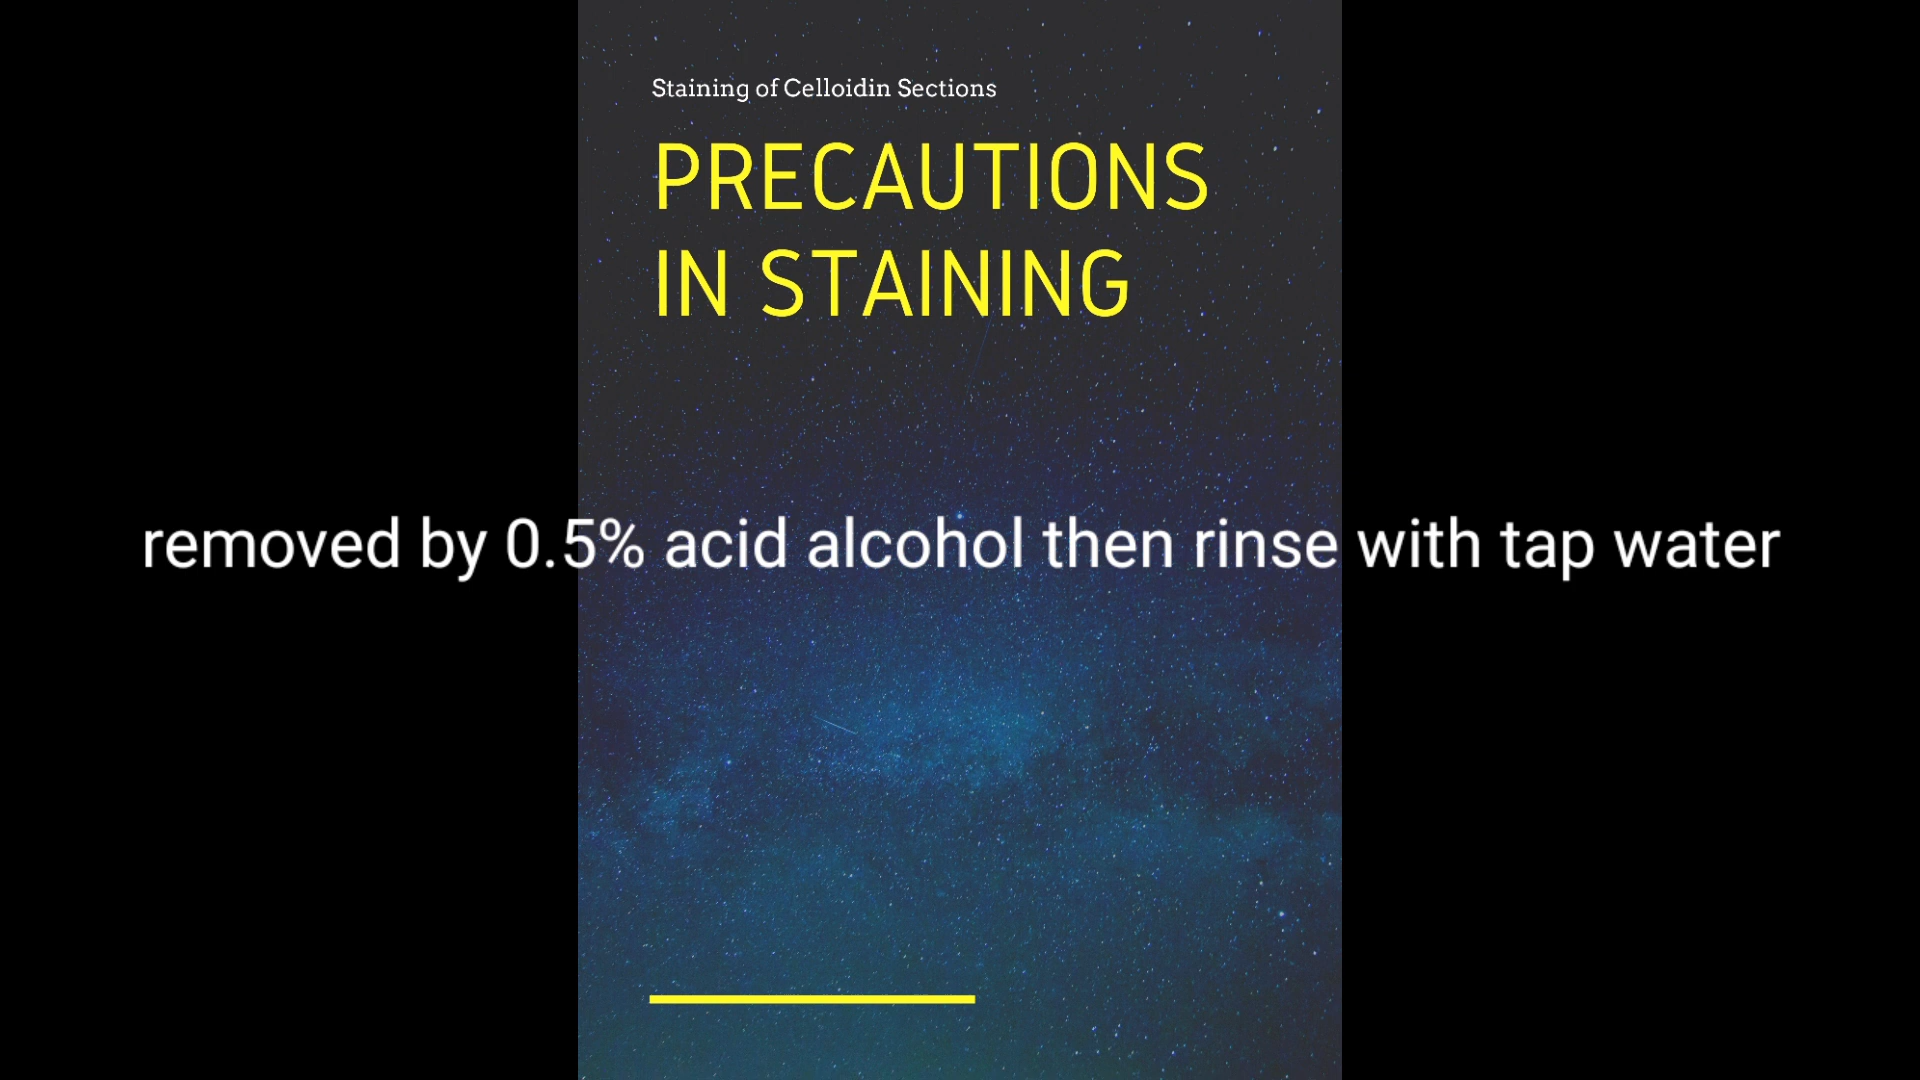 Staining of Celloidin Sections
PRECAUTIONS
IN STAINING
removed by 0.5% acid alcohol then rinse with tap water